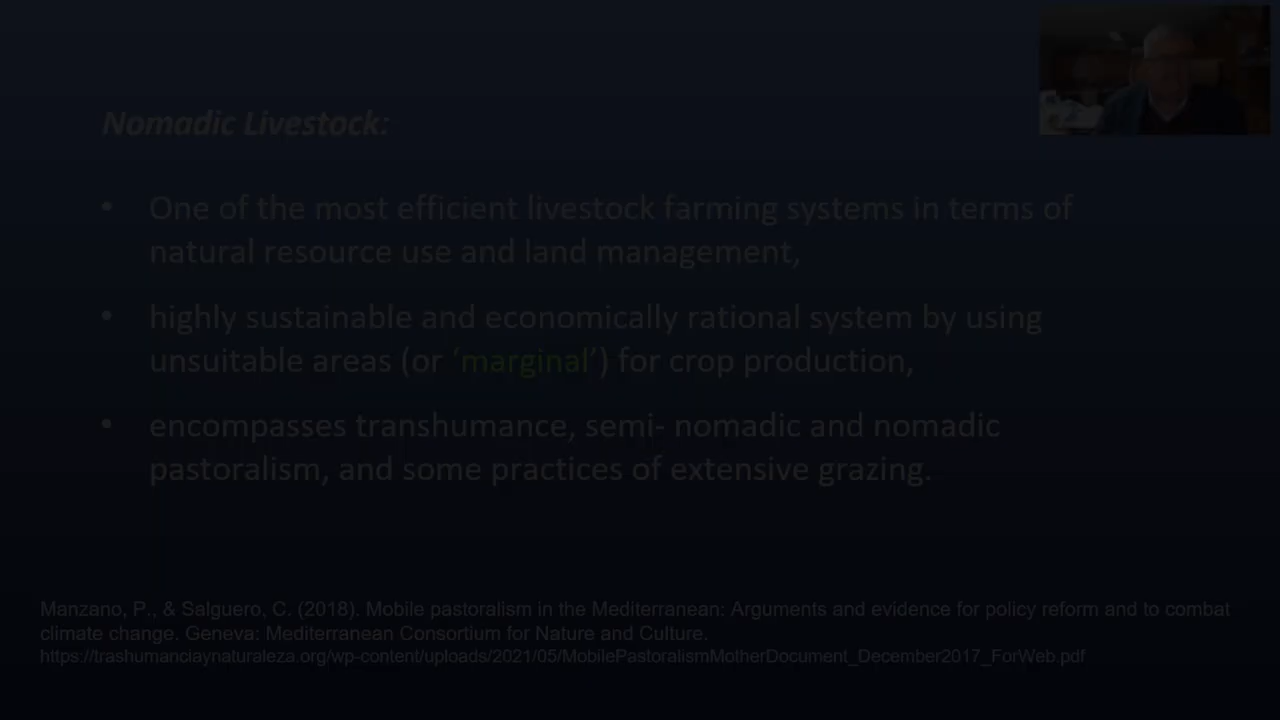 Nomadic Livestock:
• One of the most efficient livestock farming systems in terms of
natural resource use and land management,
• highly sustainable and economically rational system by using
unsuitable areas (or ‘marginal’) for crop production,
• encompasses transhumance, semi- nomadic and nomadic
pastoralism, and some practices of extensive grazing.
Manzano, P., & Salguero, C. (2018). Mobile pastoralism in the Mediterranean: Arguments and evidence for policy reform and to combat
climate change. Geneva: Mediterranean Consortium for Nature and Culture.
https://trashumanciaynaturaleza.org/wp-content/uploads/2021/05/MobilePastoralismMotherDocument_December2017_ForWeb.pdf